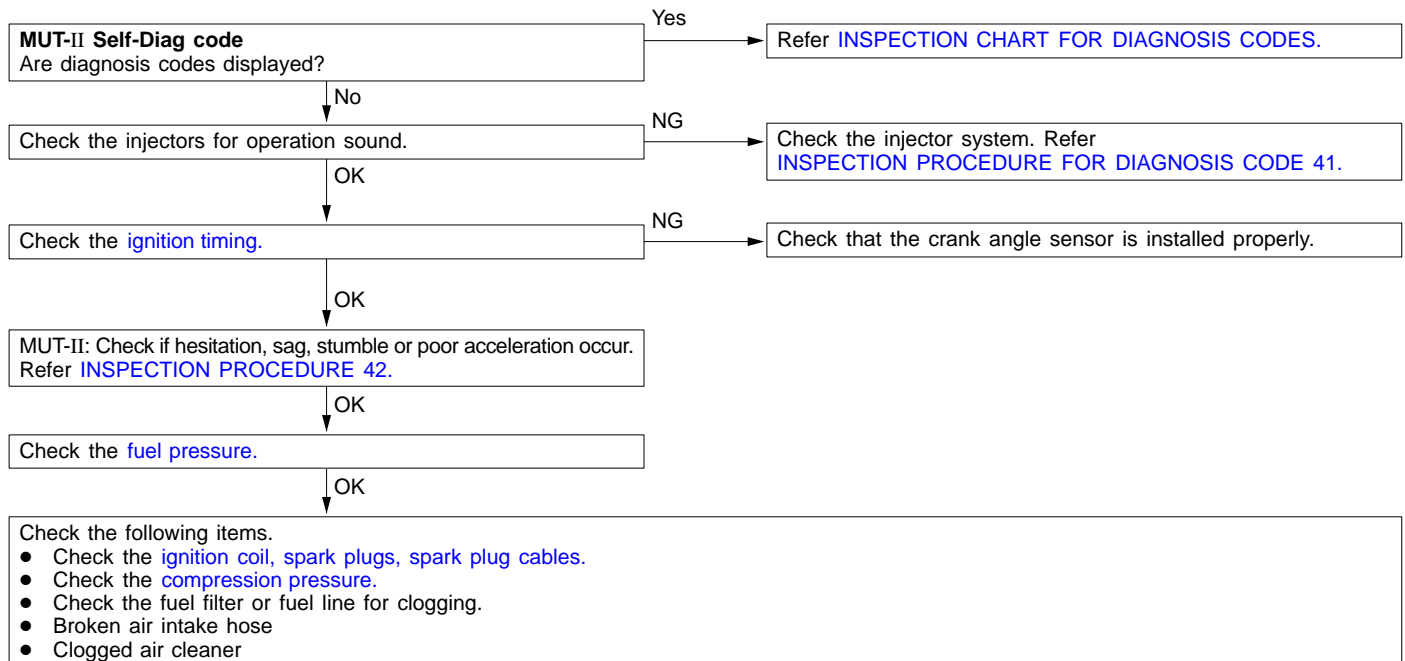 Yes
MUT-II Self-Diag code
Are diagnosis codes displayed?
Refer INSPECTION CHART FOR DIAGNOSIS CODES.
No
Check the injectors for operation sound.
NG
Check the injector system. Refer
INSPECTION PROCEDURE FOR DIAGNOSIS CODE 41.
OK
Check the ignition timing.
NG
Check that the crank angle sensor is installed properly.
OK
MUT-II: Check if hesitation, sag, stumble or poor acceleration occur.
Refer INSPECTION PROCEDURE 42.
OK
Check the fuel pressure.
OK
Check the following items.
● Check the ignition coil, spark plugs, spark plug cables.
● Check the compression pressure.
● Check the fuel filter or fuel line for clogging.
● Broken air intake hose
● Clogged air cleaner